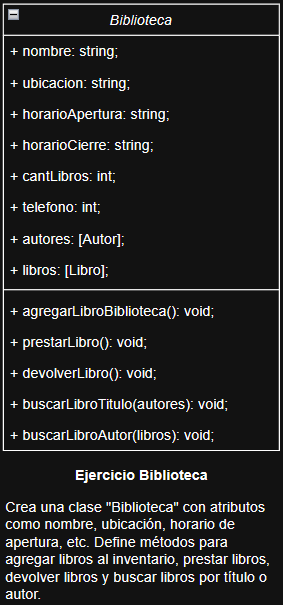 Biblioteca
+ nombre: string;
+ ubicacion: string;
+ horarioApertura: string;
+ horarioCierre: string;
+ cantLibros: int;
+ telefono: int;
+ autores: [Autor];
+ libros: [Libro];
+ agregarLibroBiblioteca(): void;
+ prestarLibro(): void;
+ devolverLibro(): void;
+ buscarLibroTitulo(autores): void;
+ buscarLibroAutor(libros): void;
Ejercicio Biblioteca
Crea una clase "Biblioteca" con atributos
como nombre, ubicación, horario de
apertura, etc. Define métodos para
agregar libros al inventario, prestar libros,
devolver libros y buscar libros por título o
autor.